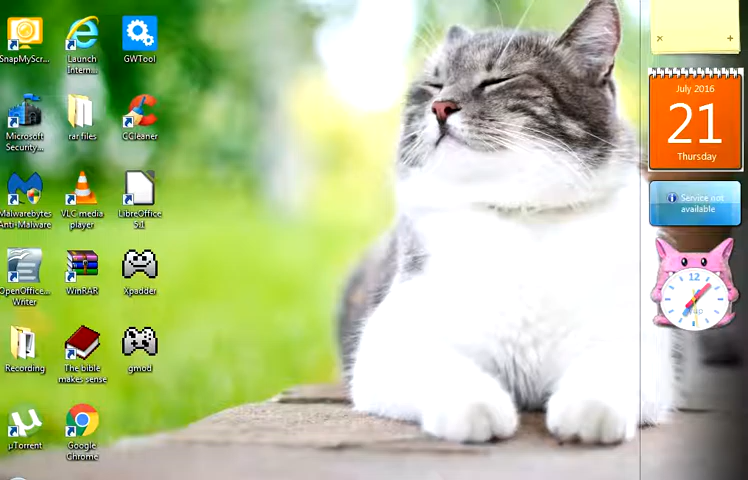 SnapMyScr...
Launch
Intern...
GWTool
Microsoft
Security...
rar files
CCleaner
Malwarebytes
Anti-Malware
VLC media
player
LibreOffice
5.1
OpenOffice...
Writer
WinRAR
Xpadder
Recording
The bible
makes sense
gmod
µTorrent
Google
Chrome
July 2016
21
Thursday
Service not
available
12